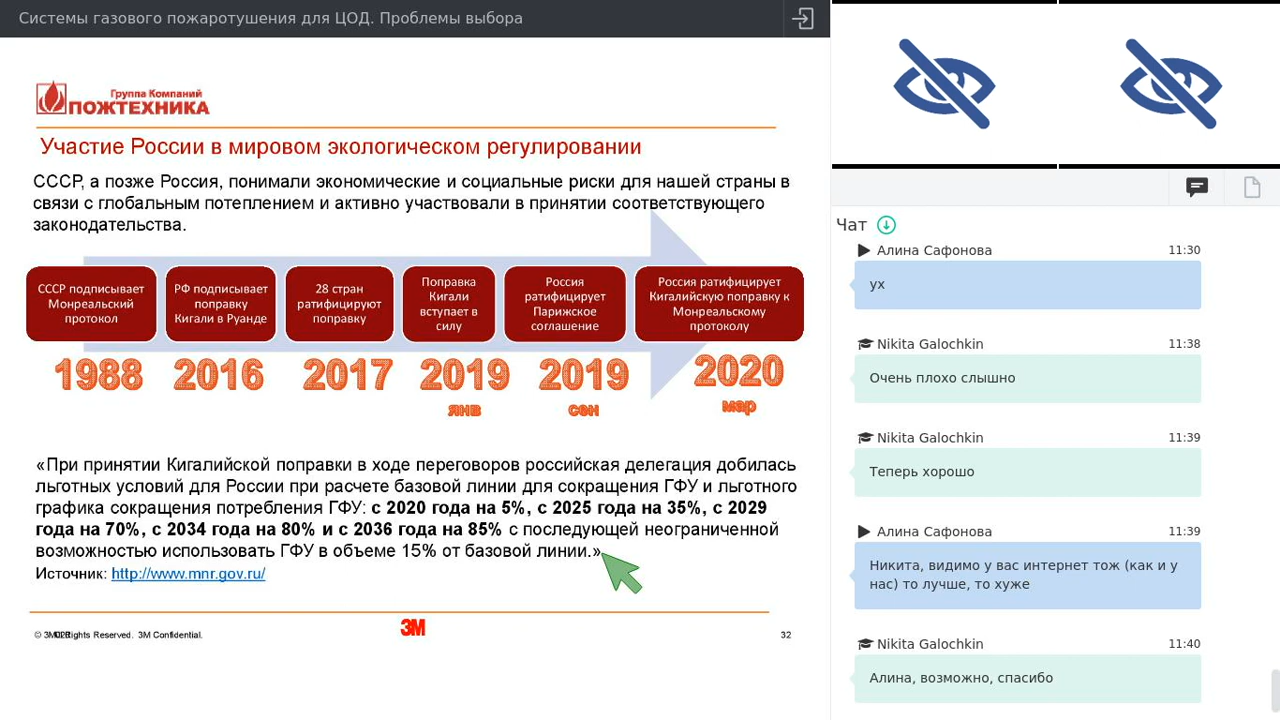 Системы газового пожаротушения для ЦОД. Проблемы выбора
Группа Компаний
ПОЖТЕХНИКА
Участие России в мировом экологическом регулировании
СССР, а позже Россия, понимали экономические и социальные риски для нашей страны в
связи с глобальным потеплением и активно участвовали в принятии соответствующего
законодательства.
СССР подписывает
Монреальский
протокол
1988
РФ подписывает
поправку
Кигали в Руанде
2016
28 стран
ратифицируют
поправку
2017
Поправка
Кигали
вступает в
силу
2019
янв
Россия
ратифицирует
Парижское
соглашение
2019
сен
Россия ратифицирует
Кигалийскую поправку к
Монреальскому
протоколу
2020
мар
«При принятии Кигалийской поправки в ходе переговоров российская делегация добилась
льготных условий для России при расчете базовой линии для сокращения ГФУ и льготного
графика сокращения потребления ГФУ: с 2020 года на 5%, с 2025 года на 35%, с 2029
года на 70%, с 2034 года на 80% и с 2036 года на 85% с последующей неограниченной
возможностью использовать ГФУ в объеме 15% от базовой линии.»
Источник: http://www.mnr.gov.ru/
© 3M Rights Reserved. 3M Confidential.
3M
32
Чат
Алина Сафонова 11:30
ух
Nikita Galochkin 11:38
Очень плохо слышно
Nikita Galochkin 11:39
Теперь хорошо
Алина Сафонова 11:39
Никита, видимо у вас интернет тож (как и у
нас) то лучше, то хуже
Nikita Galochkin 11:40
Алина, возможно, спасибо